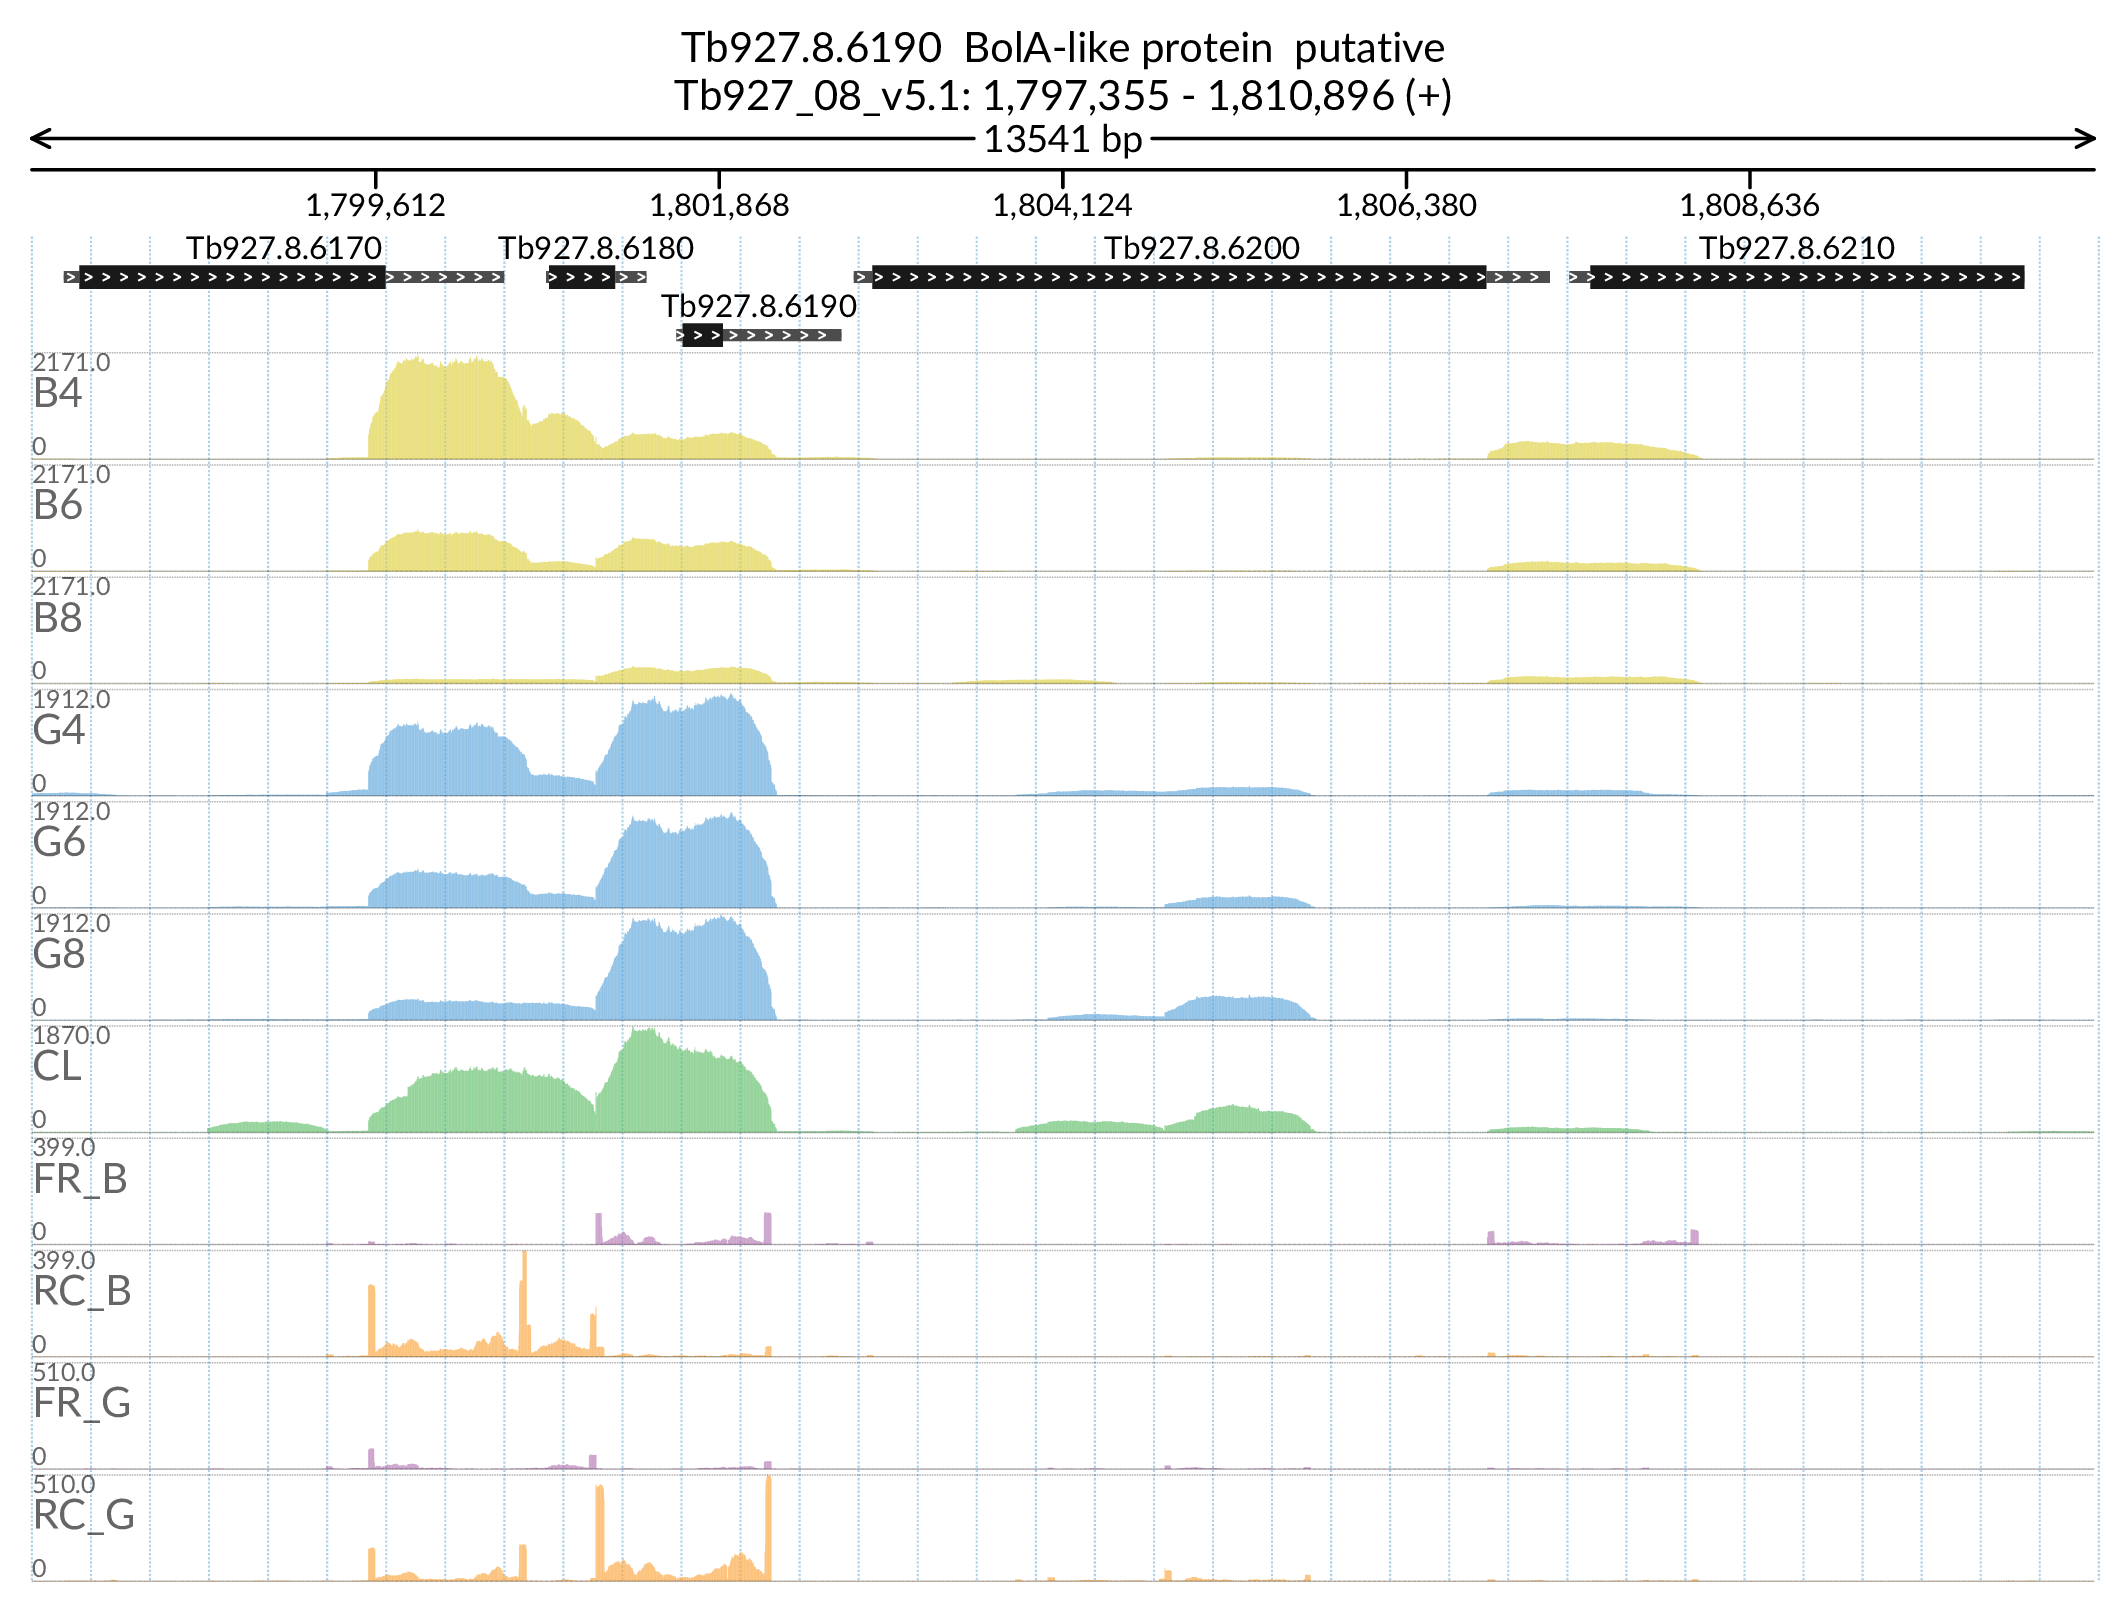 Tb927.8.6190  BolA-like protein  putative
Tb927_08_v5.1: 1,797,355 - 1,810,896 (+)
13541 bp
1,799,612 1,801,868 1,804,124 1,806,380 1,808,636
Tb927.8.6170 Tb927.8.6180 Tb927.8.6200 Tb927.8.6210
Tb927.8.6190
2171.0
B4
0
2171.0
B6
0
2171.0
B8
0
1912.0
G4
0
1912.0
G6
0
1912.0
G8
0
1870.0
CL
0
399.0
FR_B
0
399.0
RC_B
0
510.0
FR_G
0
510.0
RC_G
0